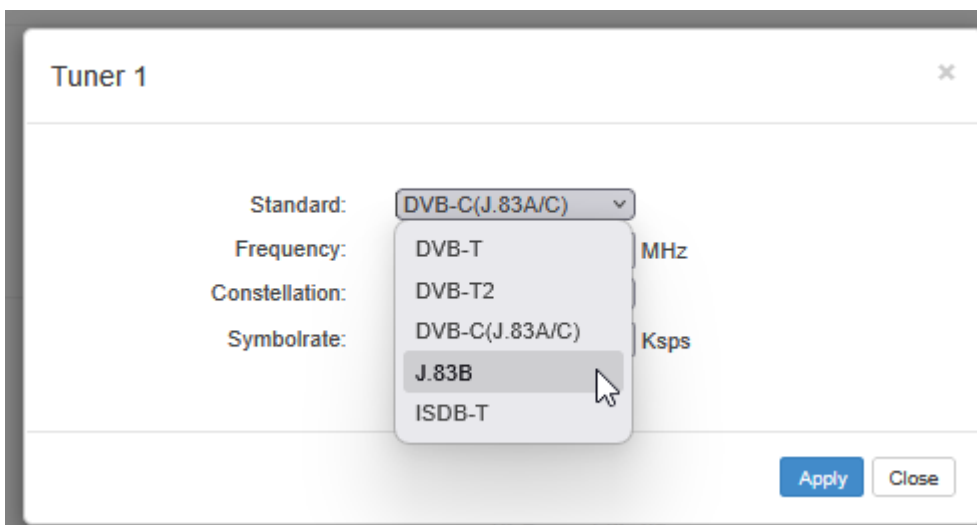 Tuner 1 ×
Standard: DVB-C(J.83A/C)
Frequency: MHz
Constellation:
Symbolrate: Ksps
DVB-T
DVB-T2
DVB-C(J.83A/C)
J.83B
ISDB-T
Apply Close